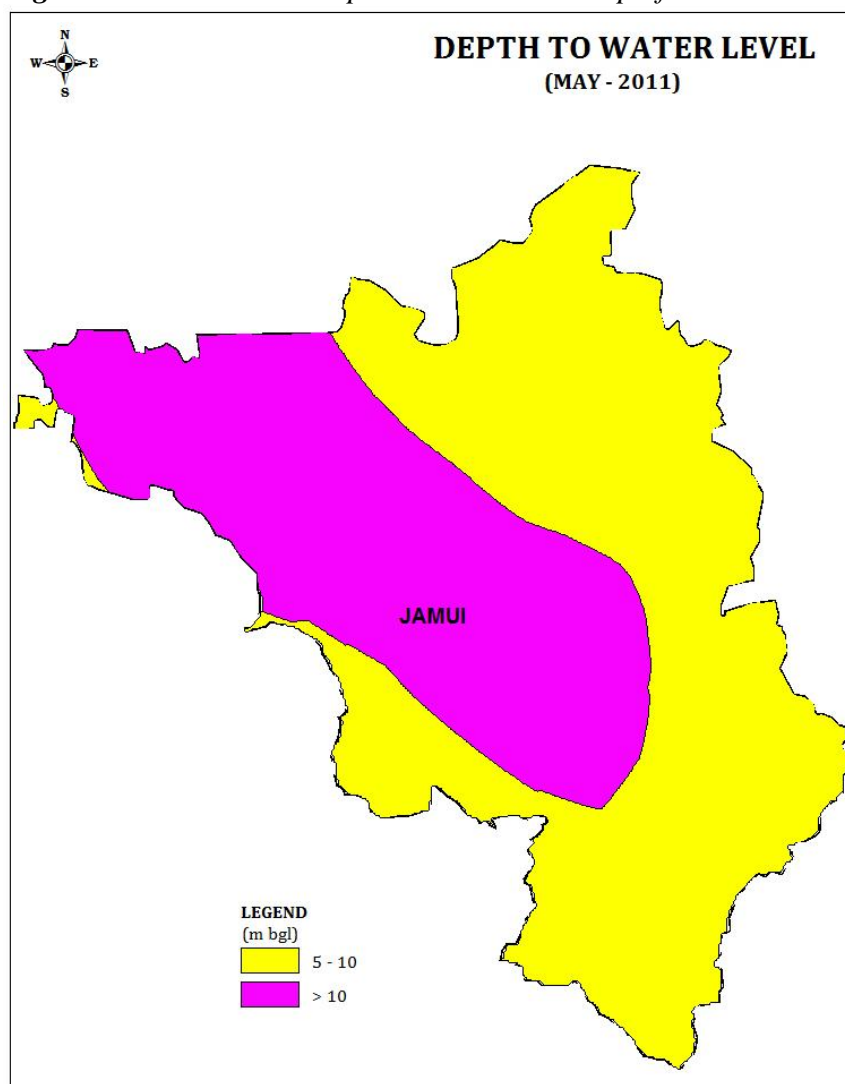 N
W E
S
DEPTH TO WATER LEVEL
(MAY - 2011)
JAMUI
LEGEND
(m bgl)
5 - 10
> 10